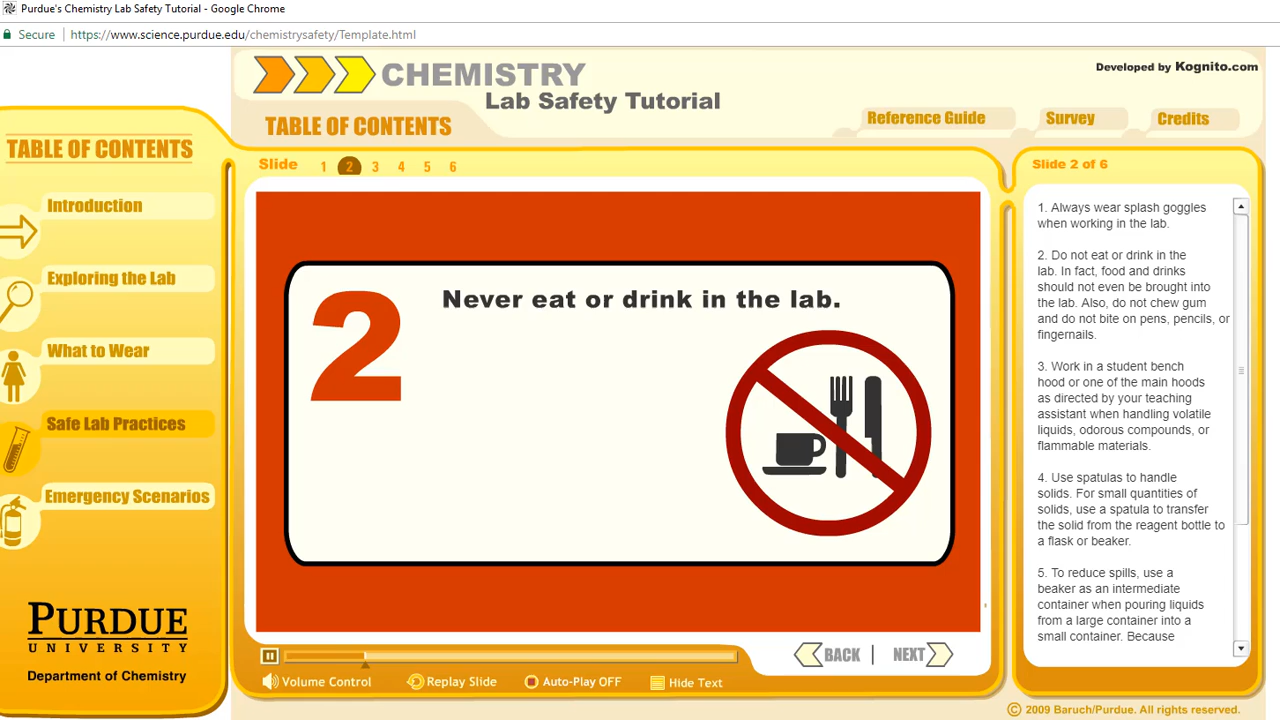 Purdue's Chemistry Lab Safety Tutorial - Google Chrome
Secure
https://www.science.purdue.edu/chemistrysafety/Template.html
CHEMISTRY
Lab Safety Tutorial
Developed by Kognito.com
TABLE OF CONTENTS
Reference Guide
Survey
Credits
TABLE OF CONTENTS
Introduction
Exploring the Lab
What to Wear
Safe Lab Practices
Emergency Scenarios
PURDUE
UNIVERSITY
Department of Chemistry
Slide 1 2 3 4 5 6
2
Never eat or drink in the lab.
BACK | NEXT
Volume Control
Replay Slide
Auto-Play OFF
Hide Text
Slide 2 of 6
1. Always wear splash goggles
when working in the lab.
2. Do not eat or drink in the
lab. In fact, food and drinks
should not even be brought into
the lab. Also, do not chew gum
and do not bite on pens, pencils, or
fingernails.
3. Work in a student bench
hood or one of the main hoods
as directed by your teaching
assistant when handling volatile
liquids, odorous compounds, or
flammable materials.
4. Use spatulas to handle
solids. For small quantities of
solids, use a spatula to transfer
the solid from the reagent bottle to
a flask or beaker.
5. To reduce spills, use a
beaker as an intermediate
container when pouring liquids
from a large container into a
small container. Because
© 2009 Baruch/Purdue. All rights reserved.